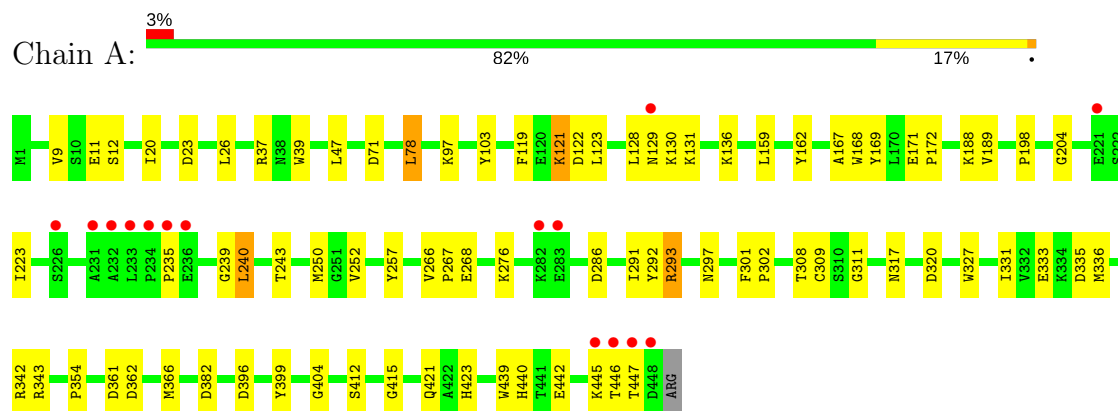 3%
Chain A:
82% 17% •
M1 V9 S10 E11 S12 I20 D23 L26 R37 N38 W39 L47 D71 L78 K97 Y103 F119 E120 K121 D122 L123 L128 N129 K130 K131 K136 L159 Y162 A167 W168 Y169 L170 E171 P172 K188 V189 P198 G204 E221 S222
I223 S226 A231 A232 L233 P234 P235 E236 G239 L240 T243 M250 G251 V252 Y257 V266 P267 E268 K276 K282 E283 D286 I291 Y292 R293 N297 F301 P302 T308 C309 S310 G311 N317 D320 W327 I331 V332 E333 K334 D335 M336
R342 R343 P354 D361 D362 M366 D382 D396 Y399 G404 S412 G415 Q421 A422 H423 W439 H440 T441 E442 K445 T446 T447 D448 ARG